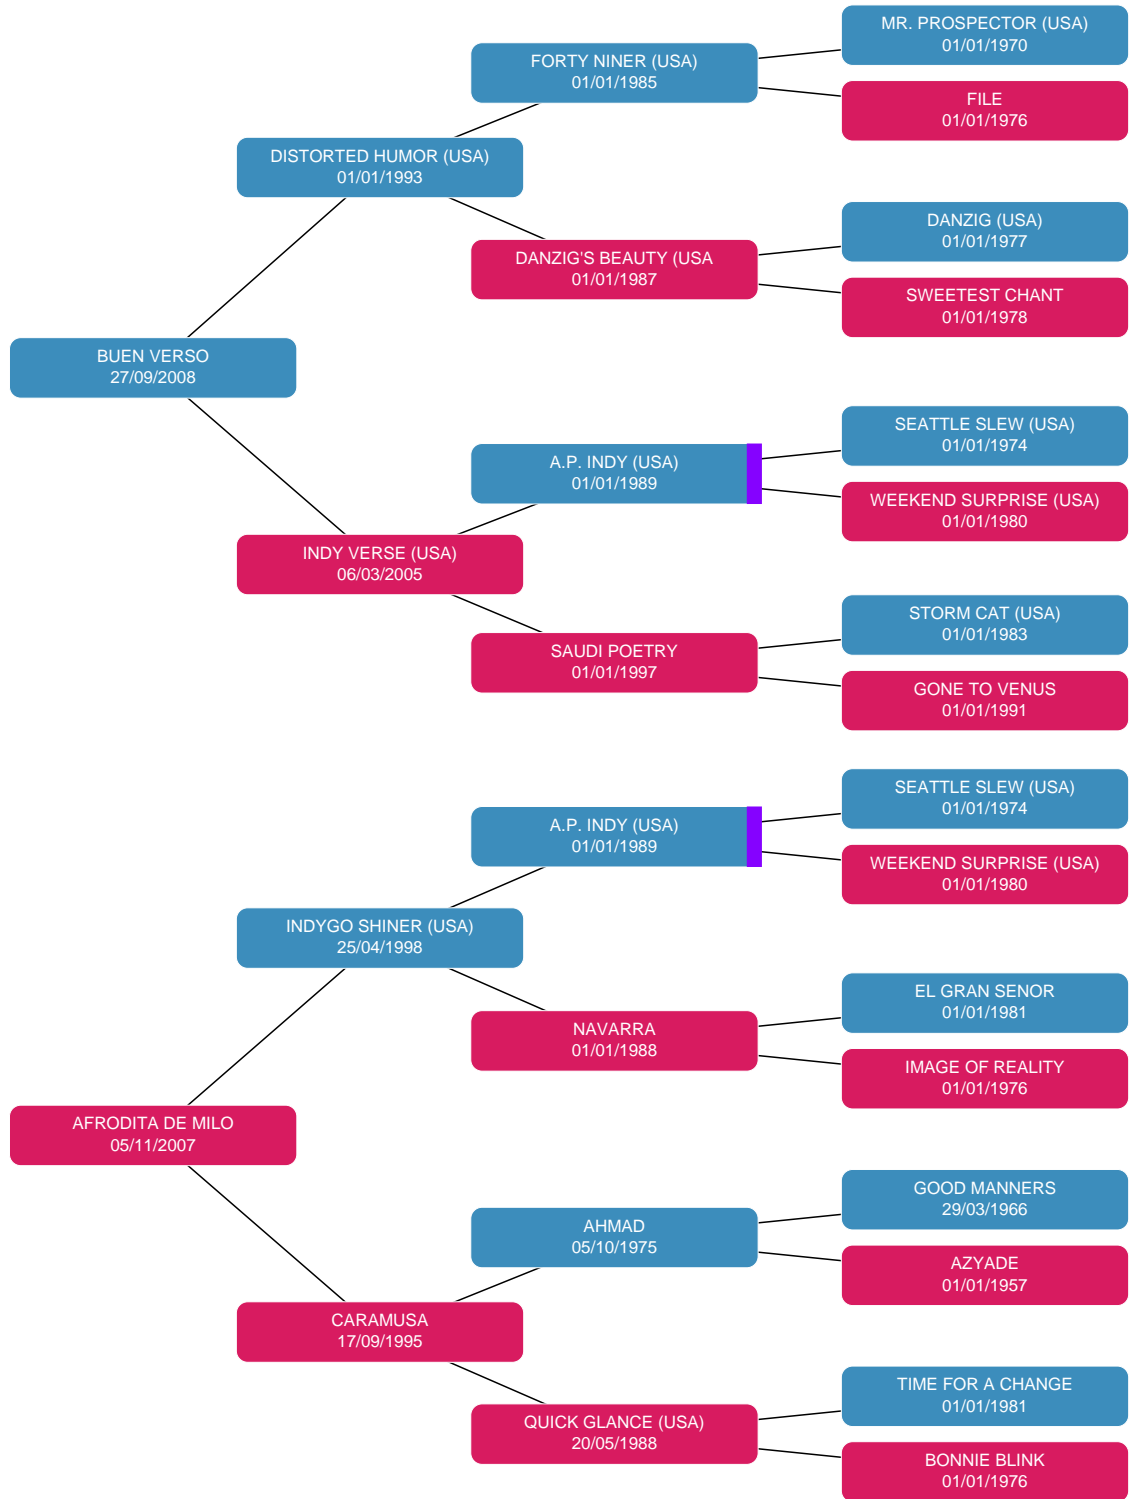 MR. PROSPECTOR (USA)
01/01/1970
FORTY NINER (USA)
01/01/1985
FILE
01/01/1976
DISTORTED HUMOR (USA)
01/01/1993
DANZIG (USA)
01/01/1977
DANZIG'S BEAUTY (USA
01/01/1987
SWEETEST CHANT
01/01/1978
BUEN VERSO
27/09/2008
SEATTLE SLEW (USA)
01/01/1974
A.P. INDY (USA)
01/01/1989
WEEKEND SURPRISE (USA)
01/01/1980
INDY VERSE (USA)
06/03/2005
STORM CAT (USA)
01/01/1983
SAUDI POETRY
01/01/1997
GONE TO VENUS
01/01/1991
SEATTLE SLEW (USA)
01/01/1974
A.P. INDY (USA)
01/01/1989
WEEKEND SURPRISE (USA)
01/01/1980
INDYGO SHINER (USA)
25/04/1998
EL GRAN SENOR
01/01/1981
NAVARRA
01/01/1988
IMAGE OF REALITY
01/01/1976
AFRODITA DE MILO
05/11/2007
GOOD MANNERS
29/03/1966
AHMAD
05/10/1975
AZYADE
01/01/1957
CARAMUSA
17/09/1995
TIME FOR A CHANGE
01/01/1981
QUICK GLANCE (USA)
20/05/1988
BONNIE BLINK
01/01/1976